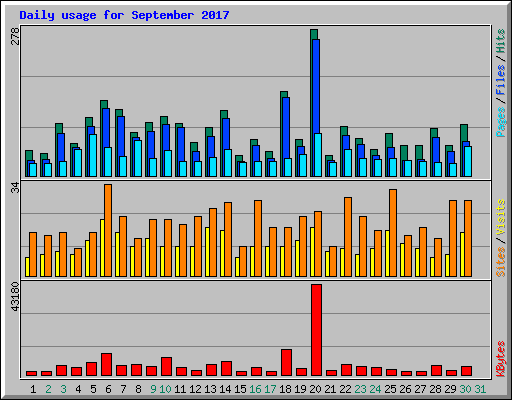 Daily usage for September 2017
278
Pages / Files / Hits
34
Sites / Visits
43180
KBytes
1 2 3 4 5 6 7 8 9 10 11 12 13 14 15 16 17 18 19 20 21 22 23 24 25 26 27 28 29 30 31